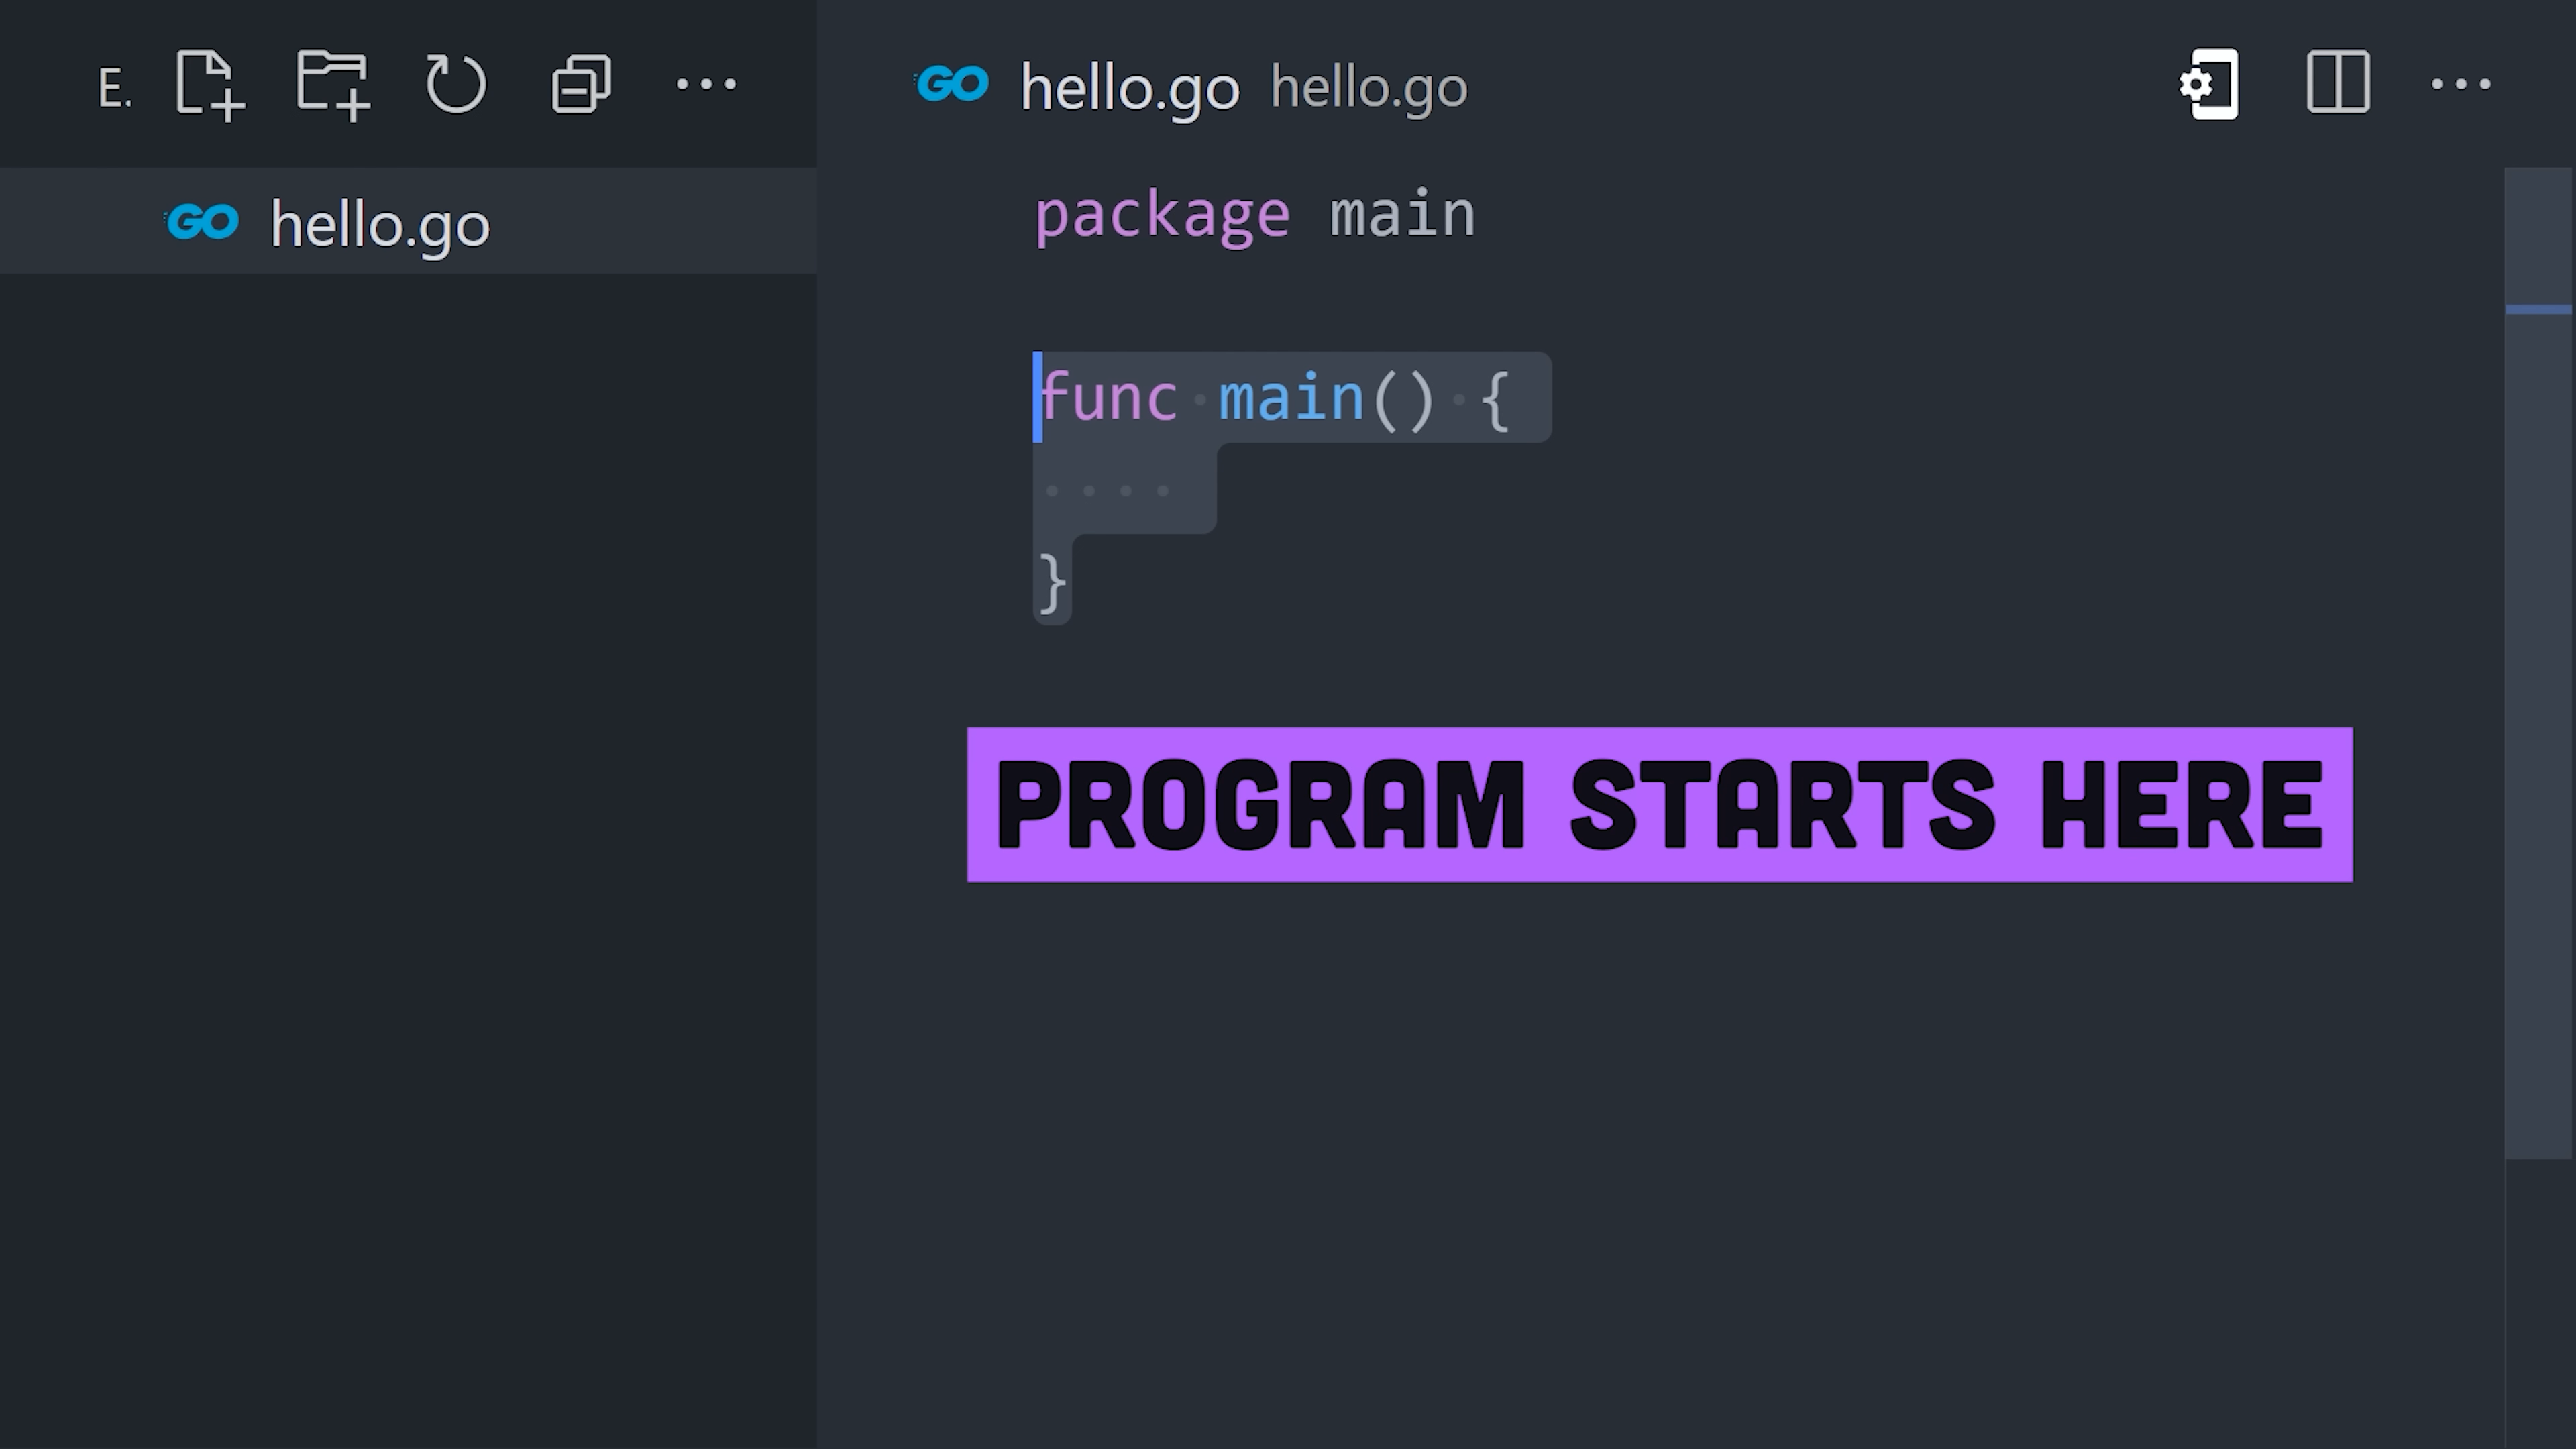 E.
GO hello.go hello.go
GO hello.go
package main
func main() {
}
PROGRAM STARTS HERE